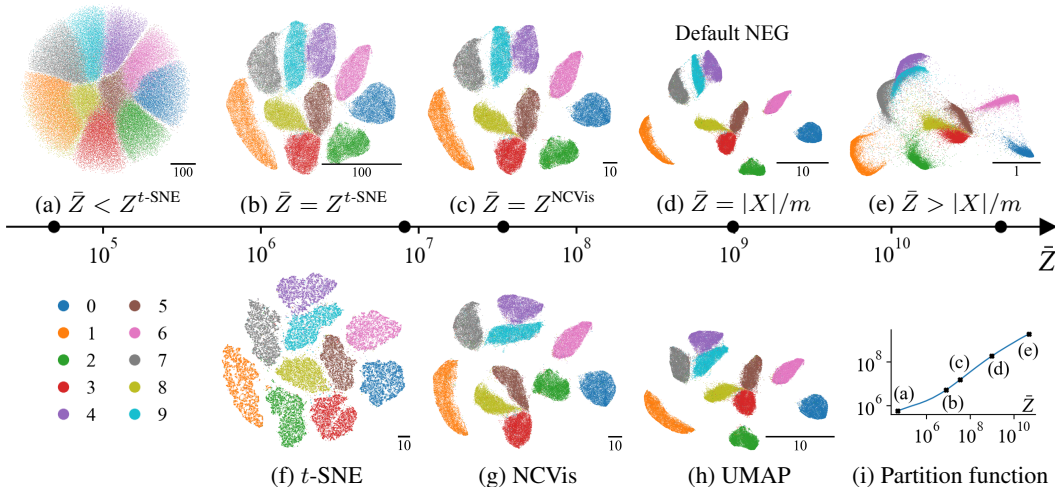 Default NEG
100
100
10
10
1
(a) Z̄ < Z^{t-SNE}
(b) Z̄ = Z^{t-SNE}
(c) Z̄ = Z^{NCVis}
(d) Z̄ = |X|/m
(e) Z̄ > |X|/m
10^5
10^6
10^7
10^8
10^9
10^10
Z̄
0
1
2
3
4
5
6
7
8
9
10
10
10
10^8
10^6
(a)
(b)
(c)
(d)
(e)
10^6
10^8
10^10
Z̄
(f) t-SNE
(g) NCVis
(h) UMAP
(i) Partition function